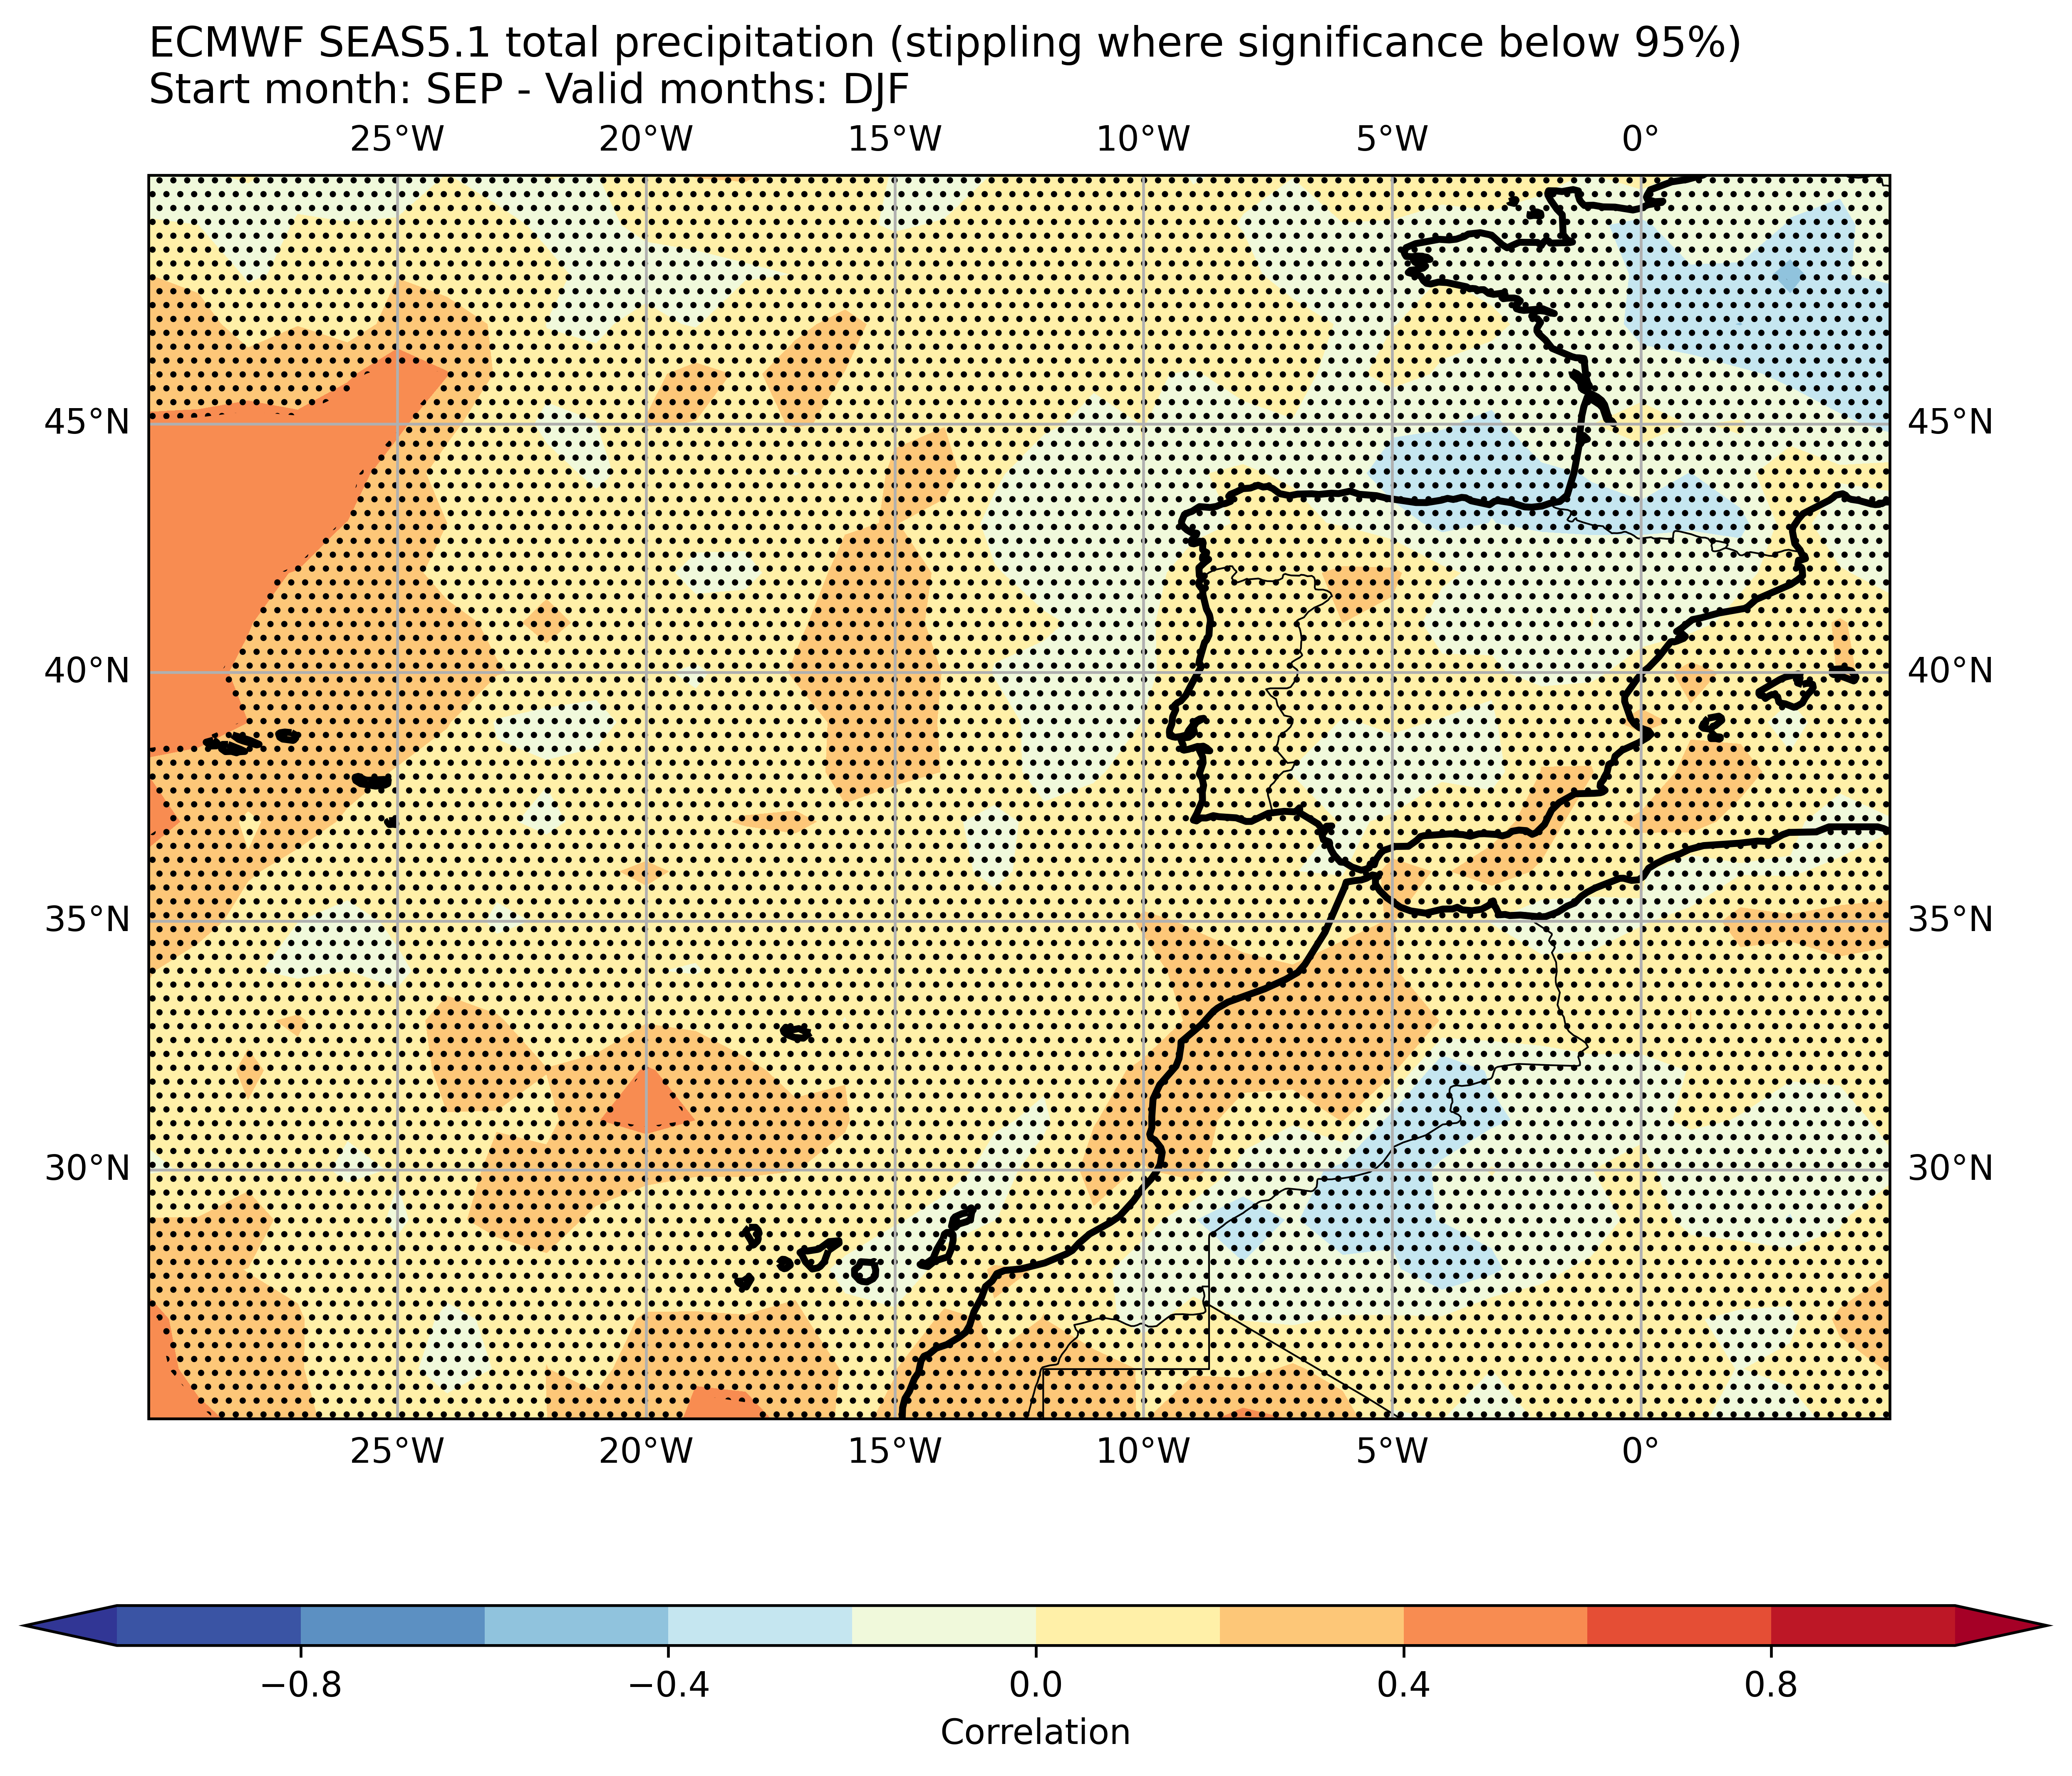 ECMWF SEAS5.1 total precipitation (stippling where significance below 95%)
Start month: SEP - Valid months: DJF
25°W 20°W 15°W 10°W 5°W 0°
45°N 45°N
40°N 40°N
35°N 35°N
30°N 30°N
25°W 20°W 15°W 10°W 5°W 0°
−0.8 −0.4 0.0 0.4 0.8
Correlation